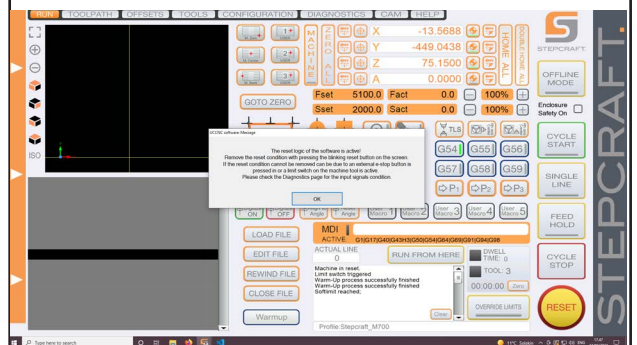 RUN TOOLPATH OFFSETS TOOLS CONFIGURATION DIAGNOSTICS CAM HELP
MACHINE
ZERO ALL
X -13.5688
Y -449.0438
Z 75.1500
A 0.0000
HOME ALL
DOUBLE HOME
STEPCRAFT
STEPCRAFT
OFFLINE MODE
GOTO ZERO
Fset 5100.0 Fact 0.0 100%
Sset 2000.0 Sact 0.0 100%
Enclosure
Safety On
UCCNC software Message
The reset logic of the software is active!
Remove the reset condition with pressing the blinking reset button on the screen.
If the reset condition cannot be removed can be due to an external e-stop button is
pressed in or a limit switch on the machine tool is active.
Please check the Diagnostics page for the input signals condition.
OK
TLS
ISO
G54 G55 G56
G57 G58 G59
P1 P2 P3
CYCLE START
SINGLE LINE
ON OFF Angle Angle
Macro 1 Macro 2 User Macro 3 User Macro 4 User Macro 5
FEED HOLD
LOAD FILE
MDI
ACTIVE: G1|G17|G40|G43H3|G50|G54|G64|G69|G91|G94|G98
EDIT FILE
ACTUAL LINE
0
RUN FROM HERE
DWELL TIME: 0
TOOL: 3
CYCLE STOP
REWIND FILE
Machine in reset.
Limit switch triggered
Warm-Up process successfully finished
Warm-Up process successfully finished
Softlimit reached;
00:00:00 Zero
CLOSE FILE
OVERRIDE LIMITS
RESET
Warmup
Clear
Profile:Stepcraft_M700
Type here to search
11°C
ENG